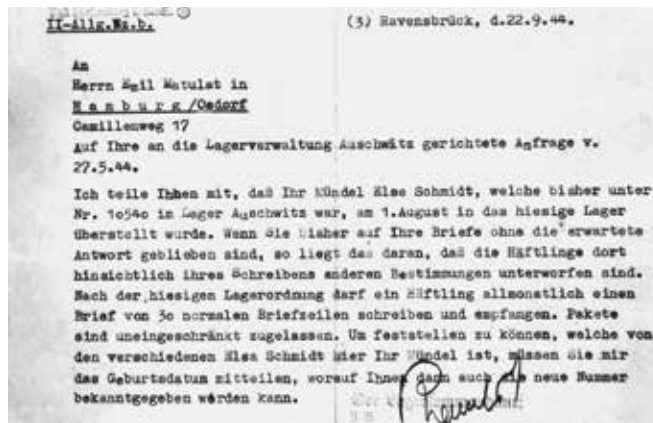 II-Allg.Nz.b.
(3) Ravensbrück, d.22.9.44.
An
Herrn Emil Matulat in
Hamburg/Osdorf
Camillenweg 17
Auf Ihre an die Lagerverwaltung Auschwitz gerichtete Anfrage v.
27.5.44.
Ich teile Ihnen mit, daß Ihr Mündel Else Schmidt, welche bisher unter
Nr. 10540 in Lager Auschwitz war, am 1.August in das hiesige Lager
überstellt wurde. Wenn Sie bisher auf Ihre Briefe ohne die erwartete
Antwort geblieben sind, so liegt das daran, daß die Häftlinge dort
hinsichtlich ihres Schreibens anderen Bestimmungen unterworfen sind.
Nach der hiesigen Lagerordnung darf ein Häftling allmonatlich einen
Brief von 30 normalen Briefzeilen schreiben und empfangen. Pakete
sind uneingeschränkt zugelassen. Um feststellen zu können, welche von
den verschiedenen Elsa Schmidt hier Ihr Mündel ist, müssen Sie mir
das Geburtsdatum mitteilen, worauf Ihnen dann auch die neue Nummer
bekanntgegeben werden kann.